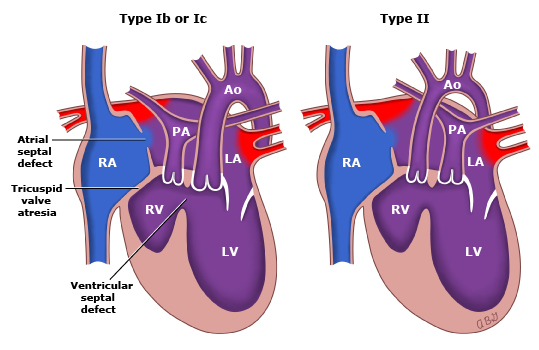 Type Ib or Ic
Type II
Ao
PA
Atrial
septal
defect
RA
LA
Tricuspid
valve
atresia
RV
LV
Ventricular
septal
defect
Ao
PA
RA
LA
RV
LV